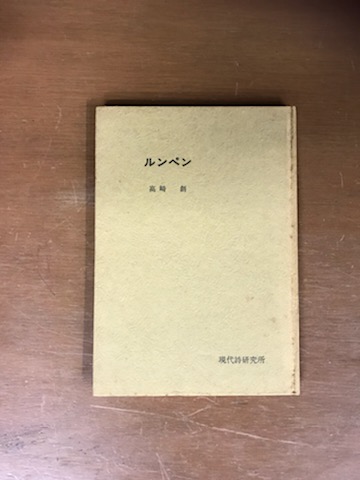 ルンペン
高崎 創
現代詩研究所